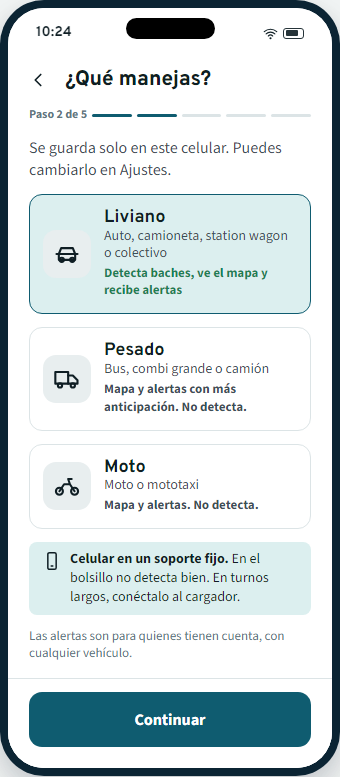 10:24
¿Qué manejas?
Paso 2 de 5
Se guarda solo en este celular. Puedes
cambiarlo en Ajustes.
Liviano
Auto, camioneta, station wagon
o colectivo
Detecta baches, ve el mapa y
recibe alertas
Pesado
Bus, combi grande o camión
Mapa y alertas con más
anticipación. No detecta.
Moto
Moto o mototaxi
Mapa y alertas. No detecta.
Celular en un soporte fijo. En el
bolsillo no detecta bien. En turnos
largos, conéctalo al cargador.
Las alertas son para quienes tienen cuenta, con
cualquier vehículo.
Continuar